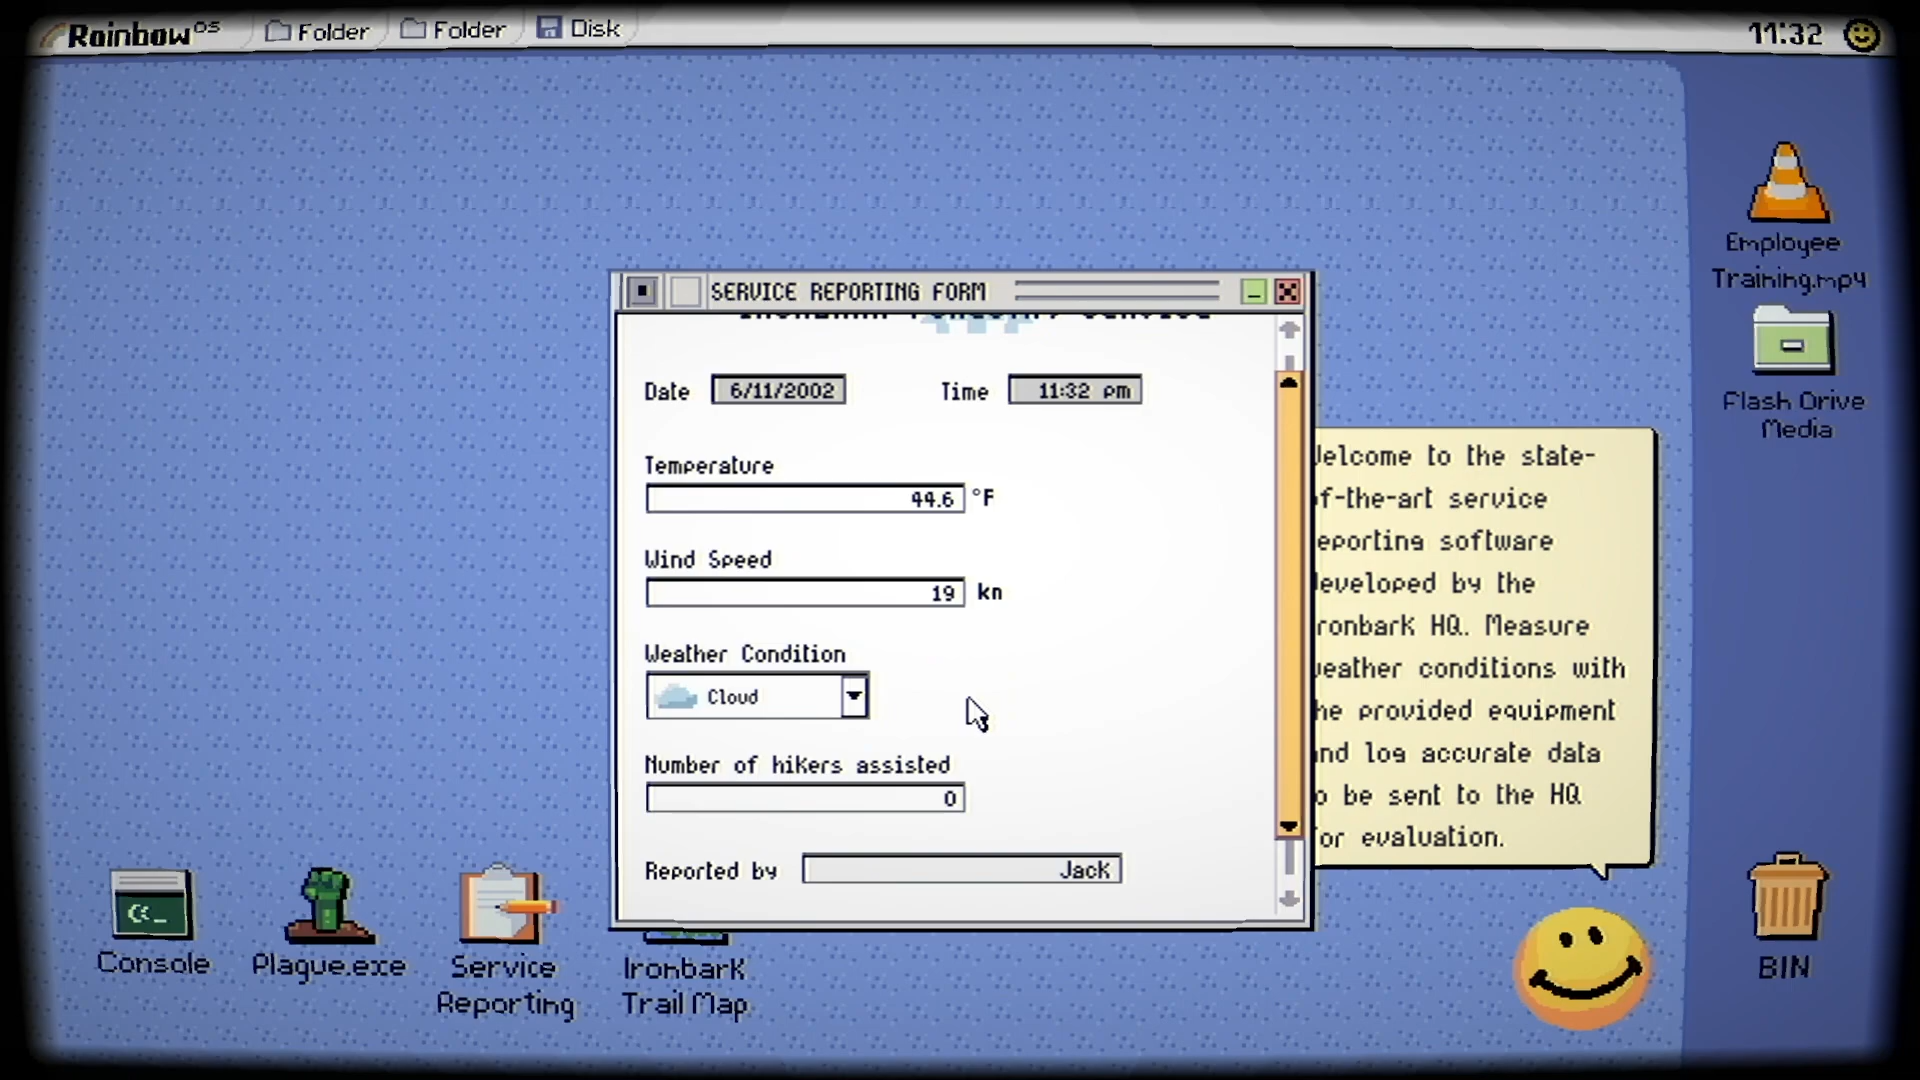 RainbowOS
Folder
Folder
Disk
11:32
Employee
Training.mp4
Flash Drive
Media
SERVICE REPORTING FORM
Date 6/11/2002 Time 11:32 pm
Temperature
44.6 °F
Wind Speed
19 kn
Weather Condition
Cloud
Number of hikers assisted
0
Reported by Jack
elcome to the state-
f-the-art service
eporting software
eveloped by the
ronbark HQ. Measure
eather conditions with
he provided equipment
nd log accurate data
o be sent to the HQ
or evaluation.
Console
Plague.exe
Service
Reporting
Ironbark
Trail Map
BIN